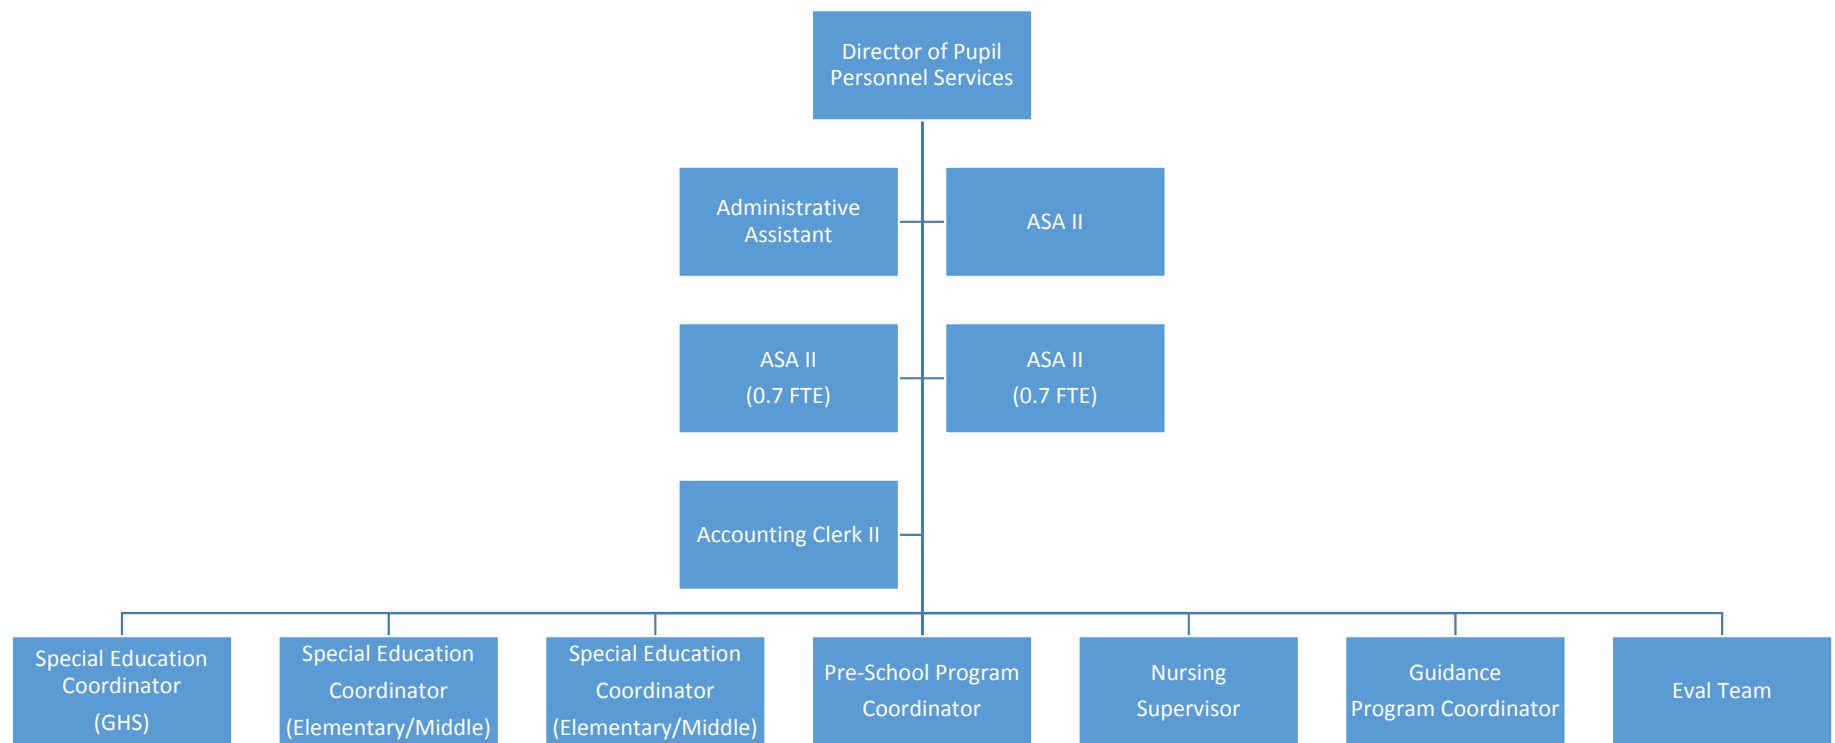 Director of Pupil
Personnel Services
Administrative
Assistant
ASA II
ASA II
(0.7 FTE)
ASA II
(0.7 FTE)
Accounting Clerk II
Special Education
Coordinator
(GHS)
Special Education
Coordinator
(Elementary/Middle)
Special Education
Coordinator
(Elementary/Middle)
Pre-School Program
Coordinator
Nursing
Supervisor
Guidance
Program Coordinator
Eval Team